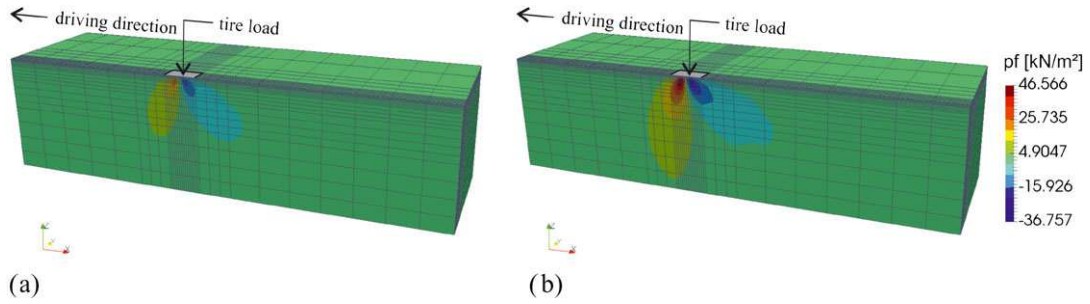 driving direction
tire load
driving direction
tire load
pf [kN/m²]
46.566
25.735
4.9047
-15.926
-36.757
(a)
(b)